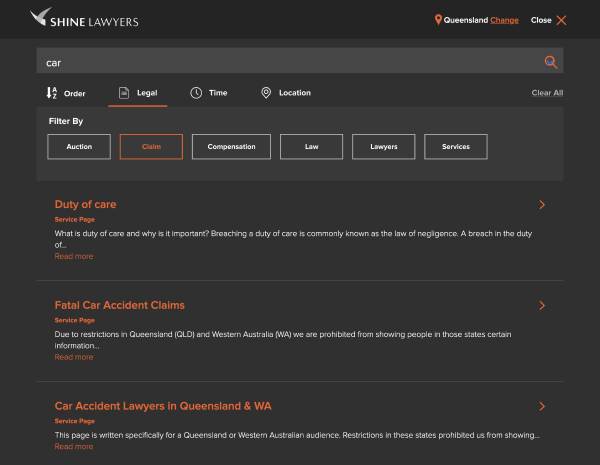 SHINE LAWYERS
Queensland Change Close
car
A Z Order Legal Time Location Clear All
Filter By
Auction Claim Compensation Law Lawyers Services
Duty of care
Service Page
What is duty of care and why is it important? Breaching a duty of care is commonly known as the law of negligence. A breach in the duty
of...
Read more
Fatal Car Accident Claims
Service Page
Due to restrictions in Queensland (QLD) and Western Australia (WA) we are prohibited from showing people in those states certain
information...
Read more
Car Accident Lawyers in Queensland & WA
Service Page
This page is written specifically for a Queensland or Western Australian audience. Restrictions in these states prohibited us from showing...
Read more